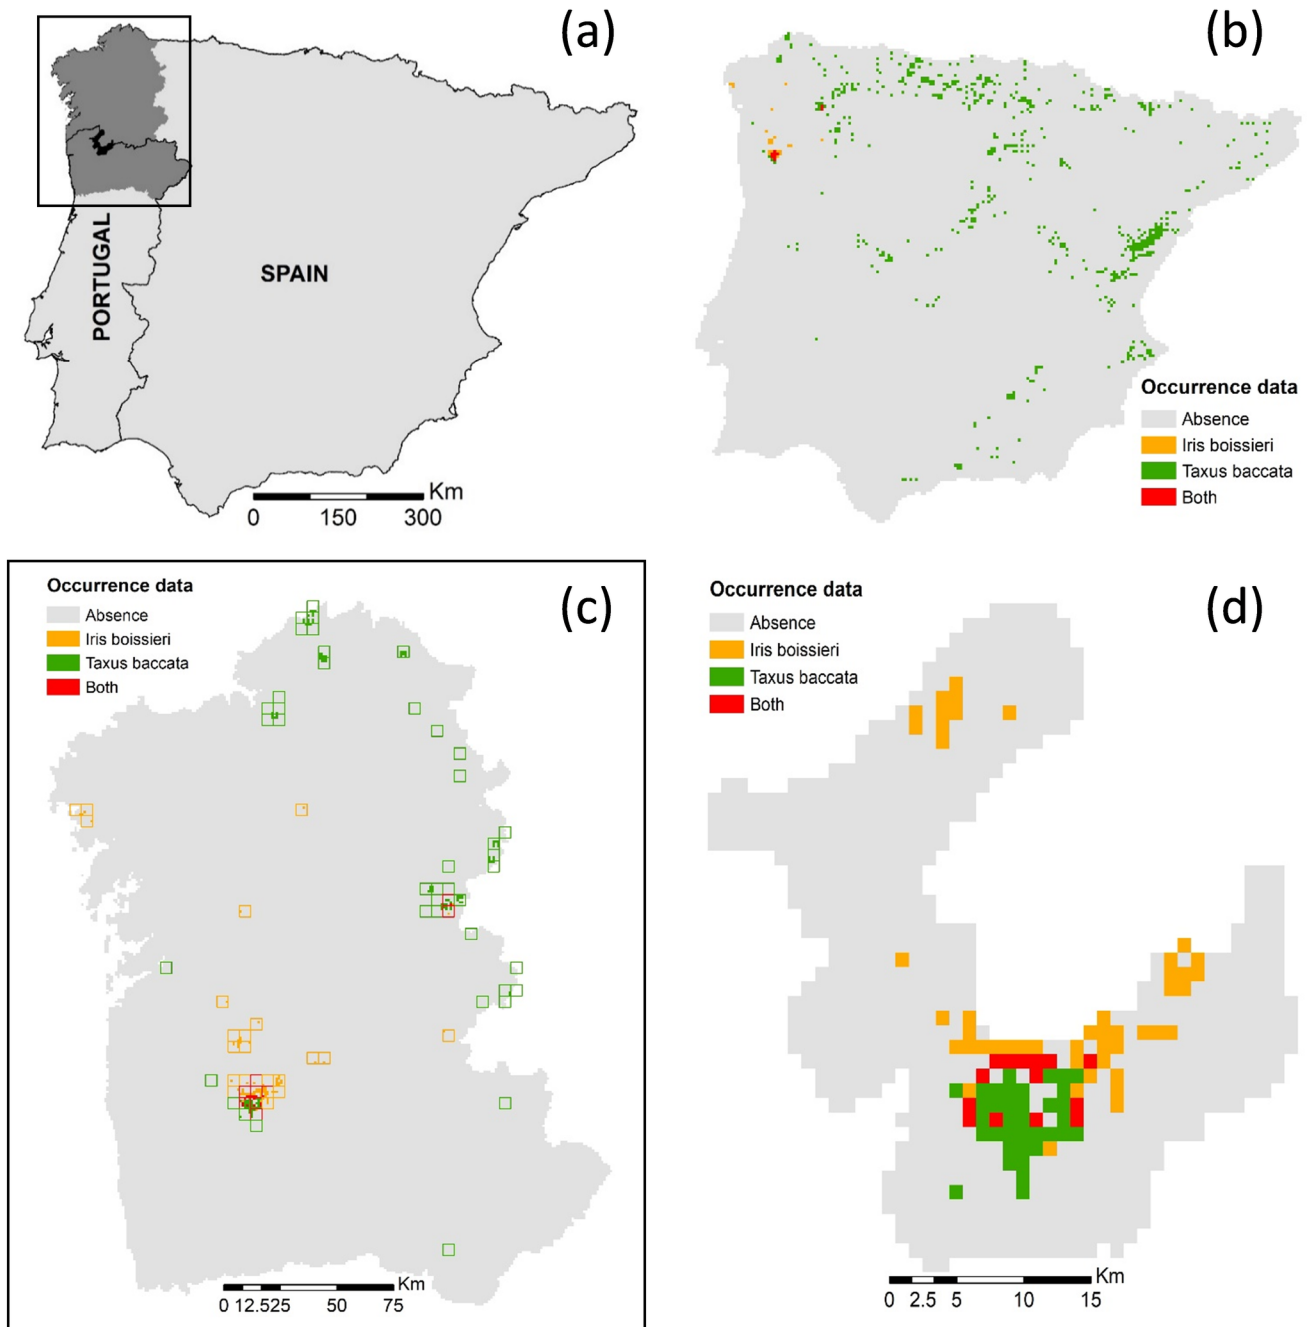 (a)
PORTUGAL
SPAIN
Km
0 150 300
(b)
Occurrence data
Absence
Iris boissieri
Taxus baccata
Both
(c)
Occurrence data
Absence
Iris boissieri
Taxus baccata
Both
Km
0 12.525 50 75
(d)
Occurrence data
Absence
Iris boissieri
Taxus baccata
Both
Km
0 2.5 5 10 15